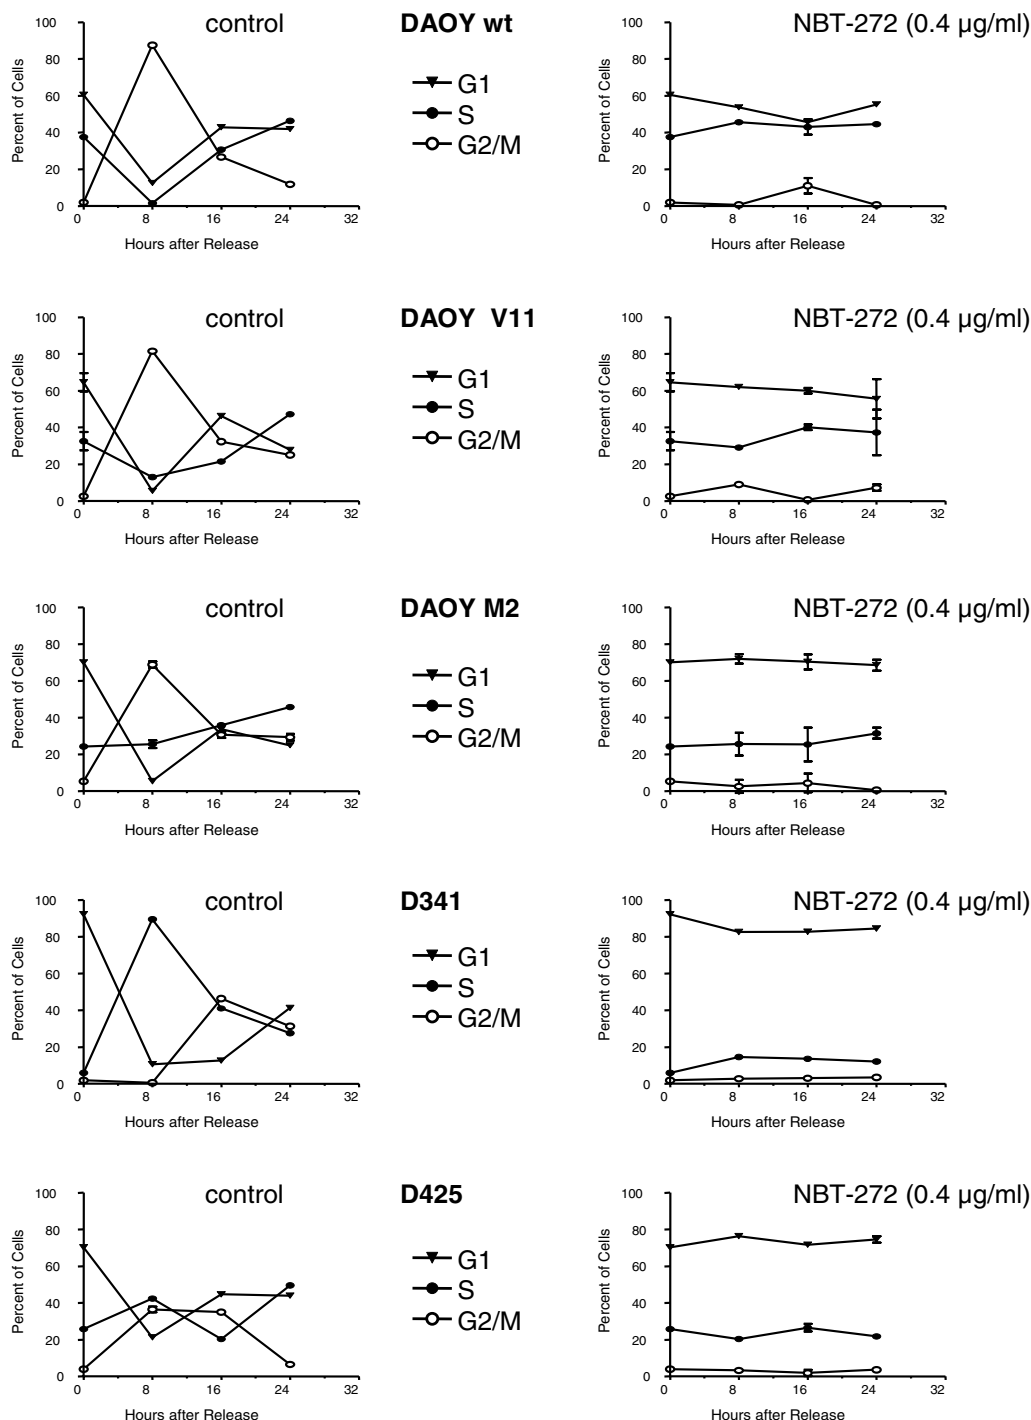 control
DAOY wt
NBT-272 (0.4 µg/ml)
Percent of Cells
100
80
60
40
20
0
0 8 16 24 32
Hours after Release
G1
S
G2/M
Percent of Cells
100
80
60
40
20
0
0 8 16 24 32
Hours after Release
control
DAOY V11
NBT-272 (0.4 µg/ml)
Percent of Cells
100
80
60
40
20
0
0 8 16 24 32
Hours after Release
G1
S
G2/M
Percent of Cells
100
80
60
40
20
0
0 8 16 24 32
Hours after Release
control
DAOY M2
NBT-272 (0.4 µg/ml)
Percent of Cells
100
80
60
40
20
0
0 8 16 24 32
Hours after Release
G1
S
G2/M
Percent of Cells
100
80
60
40
20
0
0 8 16 24 32
Hours after Release
control
D341
NBT-272 (0.4 µg/ml)
Percent of Cells
100
80
60
40
20
0
0 8 16 24 32
Hours after Release
G1
S
G2/M
Percent of Cells
100
80
60
40
20
0
0 8 16 24 32
Hours after Release
control
D425
NBT-272 (0.4 µg/ml)
Percent of Cells
100
80
60
40
20
0
0 8 16 24 32
Hours after Release
G1
S
G2/M
Percent of Cells
100
80
60
40
20
0
0 8 16 24 32
Hours after Release